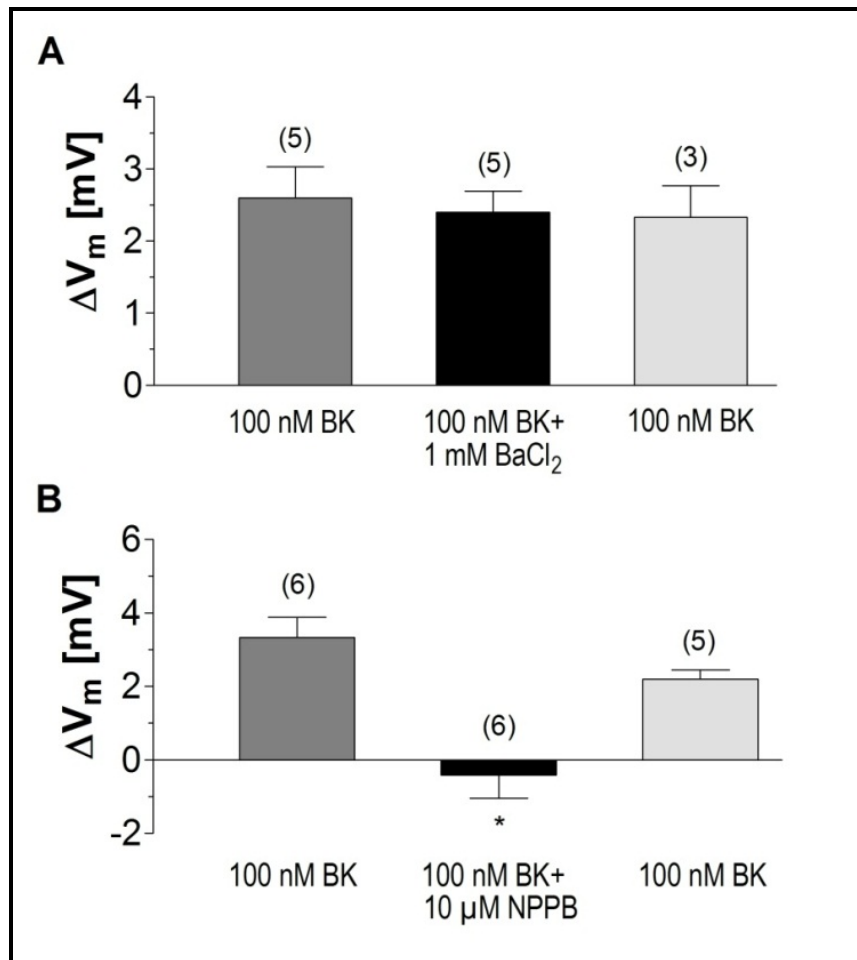 A
ΔVm [mV]
4
3
2
1
0
(5)
(5)
(3)
100 nM BK
100 nM BK+
1 mM BaCl2
100 nM BK
B
ΔVm [mV]
6
4
2
0
-2
(6)
(6)
(5)
*
100 nM BK
100 nM BK+
10 µM NPPB
100 nM BK